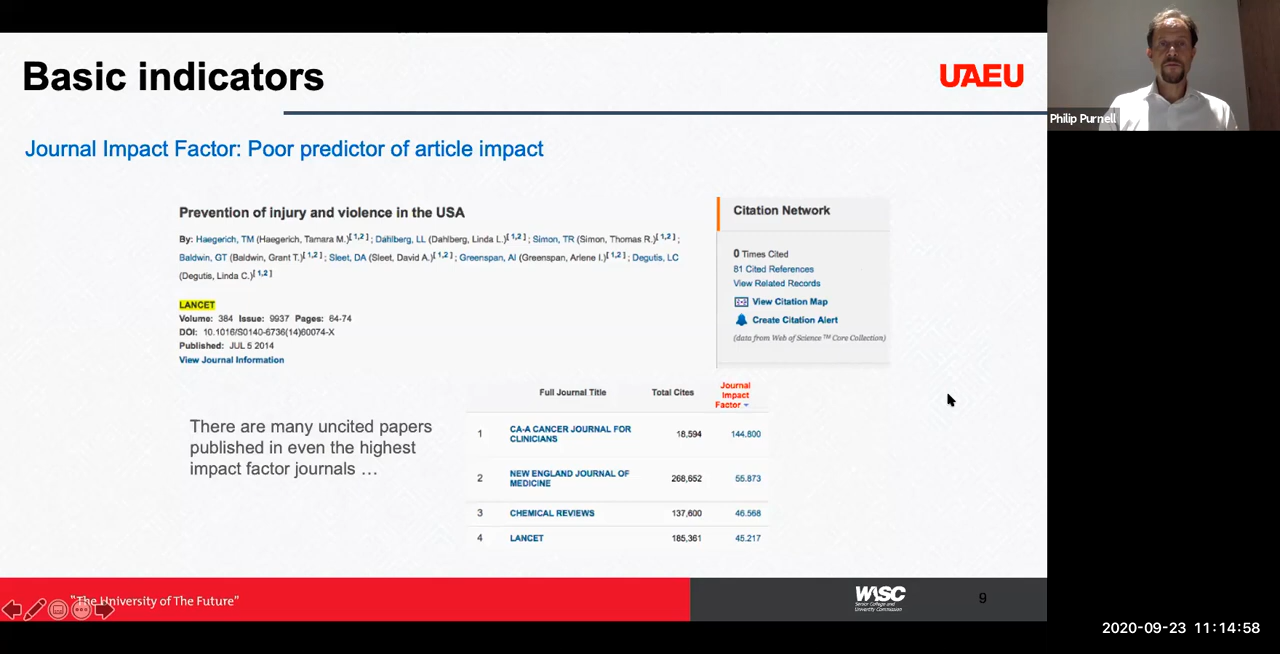 Basic indicators
UAEU
Philip Purnell
Journal Impact Factor: Poor predictor of article impact
Prevention of injury and violence in the USA
By: Haegerich, TM (Haegerich, Tamara M.)[ 1,2 ] ; Dahlberg, LL (Dahlberg, Linda L.)[ 1,2 ] ; Simon, TR (Simon, Thomas R.)[ 1,2 ] ;
Baldwin, GT (Baldwin, Grant T.)[ 1,2 ] ; Sleet, DA (Sleet, David A.)[ 1,2 ] ; Greenspan, AI (Greenspan, Arlene I.)[ 1,2 ] ; Degutis, LC
(Degutis, Linda C.)[ 1,2 ]
LANCET
Volume: 384 Issue: 9937 Pages: 64-74
DOI: 10.1016/S0140-6736(14)60074-X
Published: JUL 5 2014
View Journal Information
Citation Network
0 Times Cited
81 Cited References
View Related Records
View Citation Map
Create Citation Alert
(data from Web of Science ™ Core Collection)
There are many uncited papers
published in even the highest
impact factor journals …
Full Journal Title Total Cites Journal
Impact
Factor
1 CA-A CANCER JOURNAL FOR
CLINICIANS 18,594 144.800
2 NEW ENGLAND JOURNAL OF
MEDICINE 268,652 55.873
3 CHEMICAL REVIEWS 137,600 46.568
4 LANCET 185,361 45.217
"The University of The Future"
WASC
Senior College and
University Commission
9
2020-09-23 11:14:58